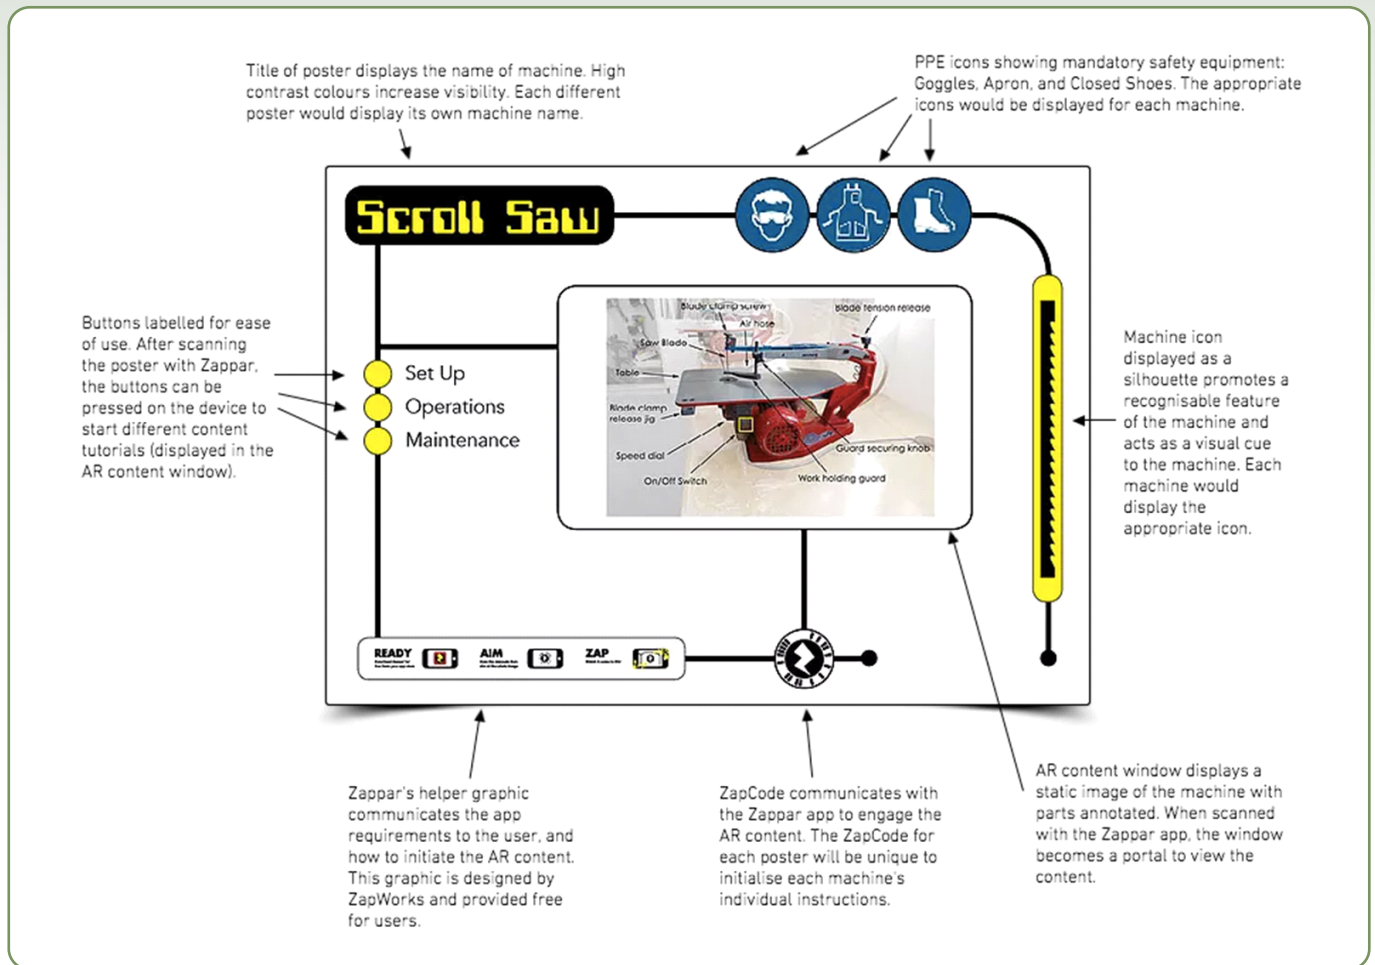 Title of poster displays the name of machine. High
contrast colours increase visibility. Each different
poster would display its own machine name.
PPE icons showing mandatory safety equipment:
Goggles, Apron, and Closed Shoes. The appropriate
icons would be displayed for each machine.
Scroll Saw
Buttons labelled for ease
of use. After scanning
the poster with Zappar,
the buttons can be
pressed on the device to
start different content
tutorials (displayed in the
AR content window).
Set Up
Operations
Maintenance
Blade clamp screw
Blade tension release
Air hose
Saw Blade
Table
Blade clamp
release jig
Speed dial
On/Off Switch
Guard securing knob
Work holding guard
Machine icon
displayed as a
silhouette promotes a
recognisable feature
of the machine and
acts as a visual cue
to the machine. Each
machine would
display the
appropriate icon.
READY
AIM
ZAP
Zappar's helper graphic
communicates the app
requirements to the user, and
how to initiate the AR content.
This graphic is designed by
ZapWorks and provided free
for users.
ZapCode communicates with
the Zappar app to engage the
AR content. The ZapCode for
each poster will be unique to
initialise each machine's
individual instructions.
AR content window displays a
static image of the machine with
parts annotated. When scanned
with the Zappar app, the window
becomes a portal to view the
content.